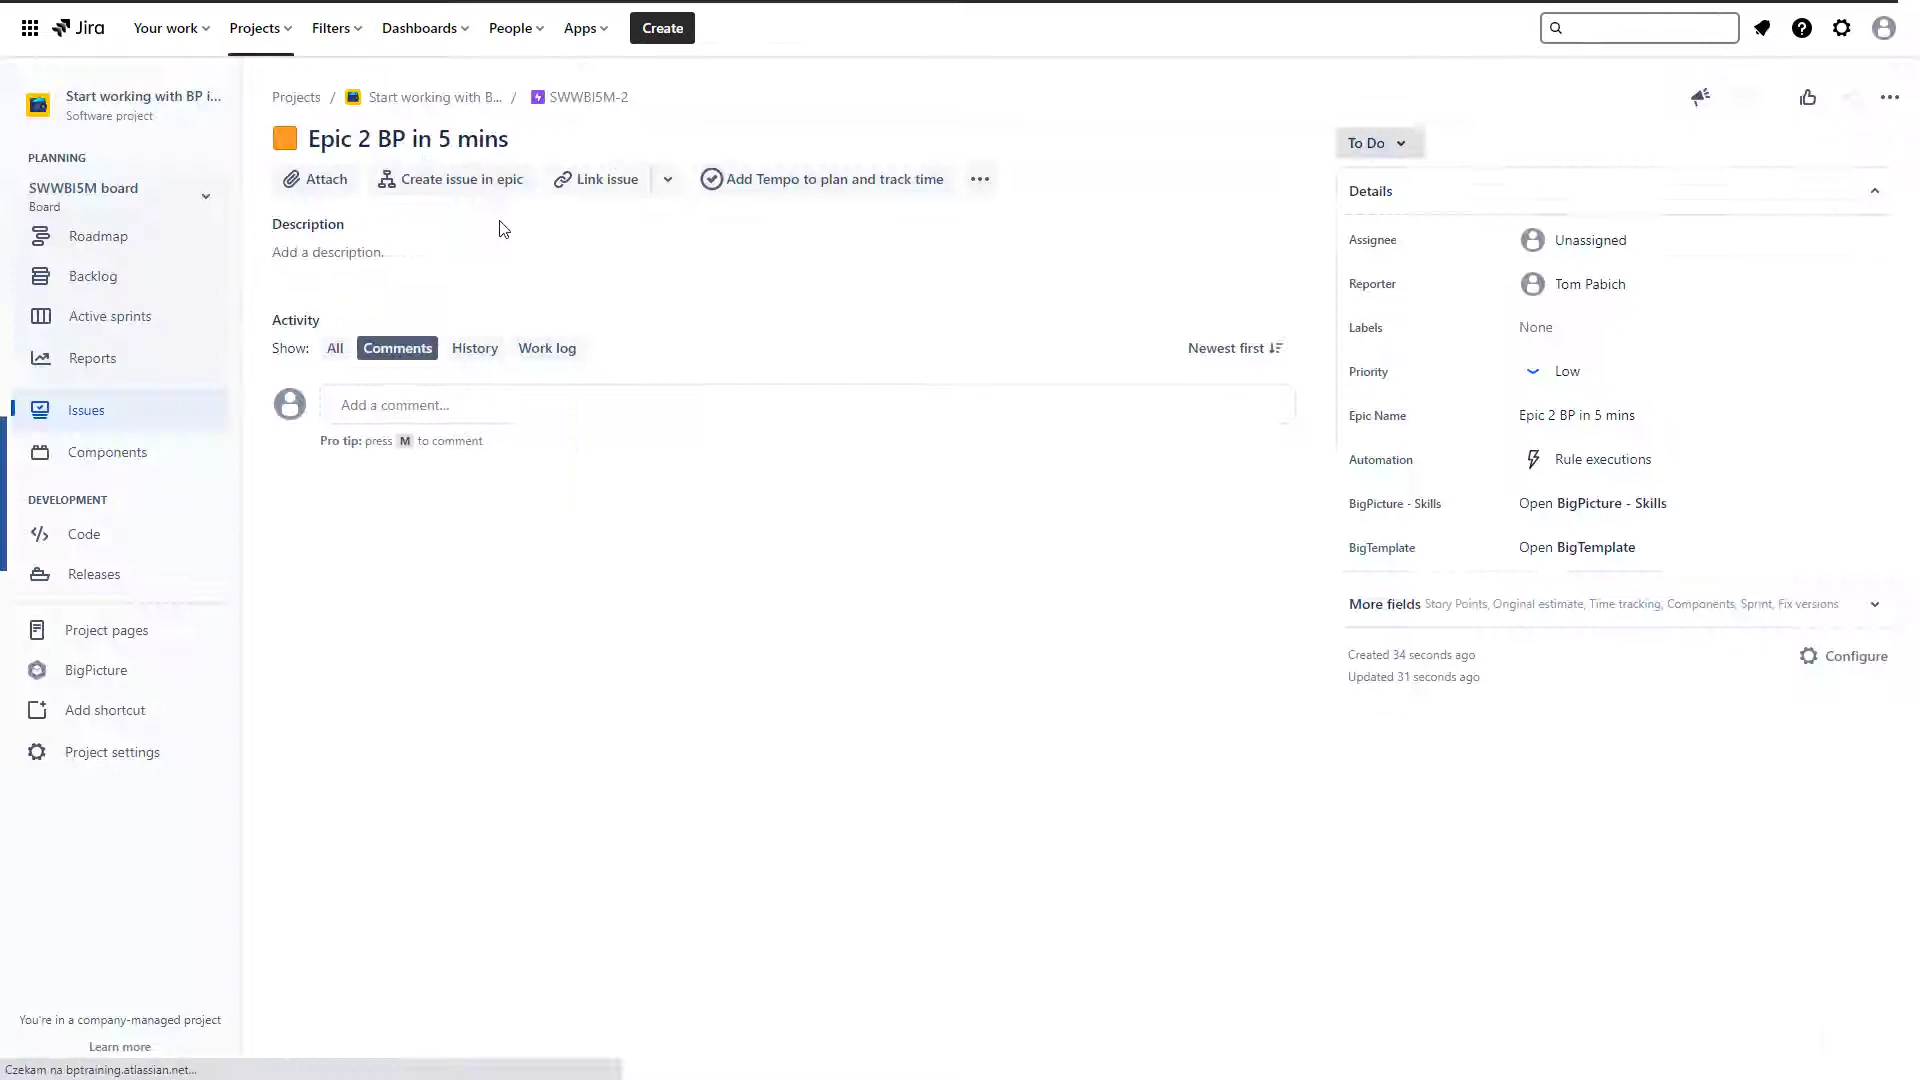 Jira
Your work
Projects
Filters
Dashboards
People
Apps
Create
Start working with BP i...
Software project
PLANNING
SWWBI5M board
Board
Roadmap
Backlog
Active sprints
Reports
Issues
Components
DEVELOPMENT
Code
Releases
Project pages
BigPicture
Add shortcut
Project settings
You're in a company-managed project
Learn more
Czekam na bptraining.atlassian.net...
Projects / Start working with B... / SWWBI5M-2
Epic 2 BP in 5 mins
Attach
Create issue in epic
Link issue
Add Tempo to plan and track time
Description
Add a description.
Activity
Show: All Comments History Work log
Newest first
Add a comment...
Pro tip: press M to comment
To Do
Details
Assignee Unassigned
Reporter Tom Pabich
Labels None
Priority Low
Epic Name Epic 2 BP in 5 mins
Automation Rule executions
BigPicture - Skills Open BigPicture - Skills
BigTemplate Open BigTemplate
More fields Story Points, Original estimate, Time tracking, Components, Sprint, Fix versions
Created 34 seconds ago
Updated 31 seconds ago
Configure